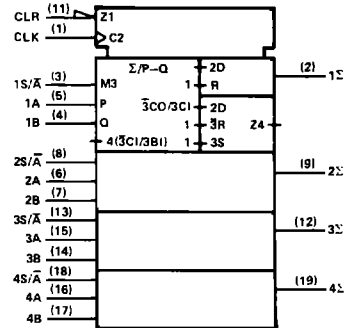 CLR (11) Z1
CLK (1) C2
Σ/P–Q 2D (2) 1Σ
1S/A̅ (3) M3 1 R
1A (5) P 3̅CO/3CI 2D
1B (4) Q 1 3̅R Z4
4(3̅CI/3BI) 1 3S
2S/A̅ (8)
2A (6) (9) 2Σ
2B (7)
3S/A̅ (13)
3A (15) (12) 3Σ
3B (14)
4S/A̅ (18)
4A (16) (19) 4Σ
4B (17)